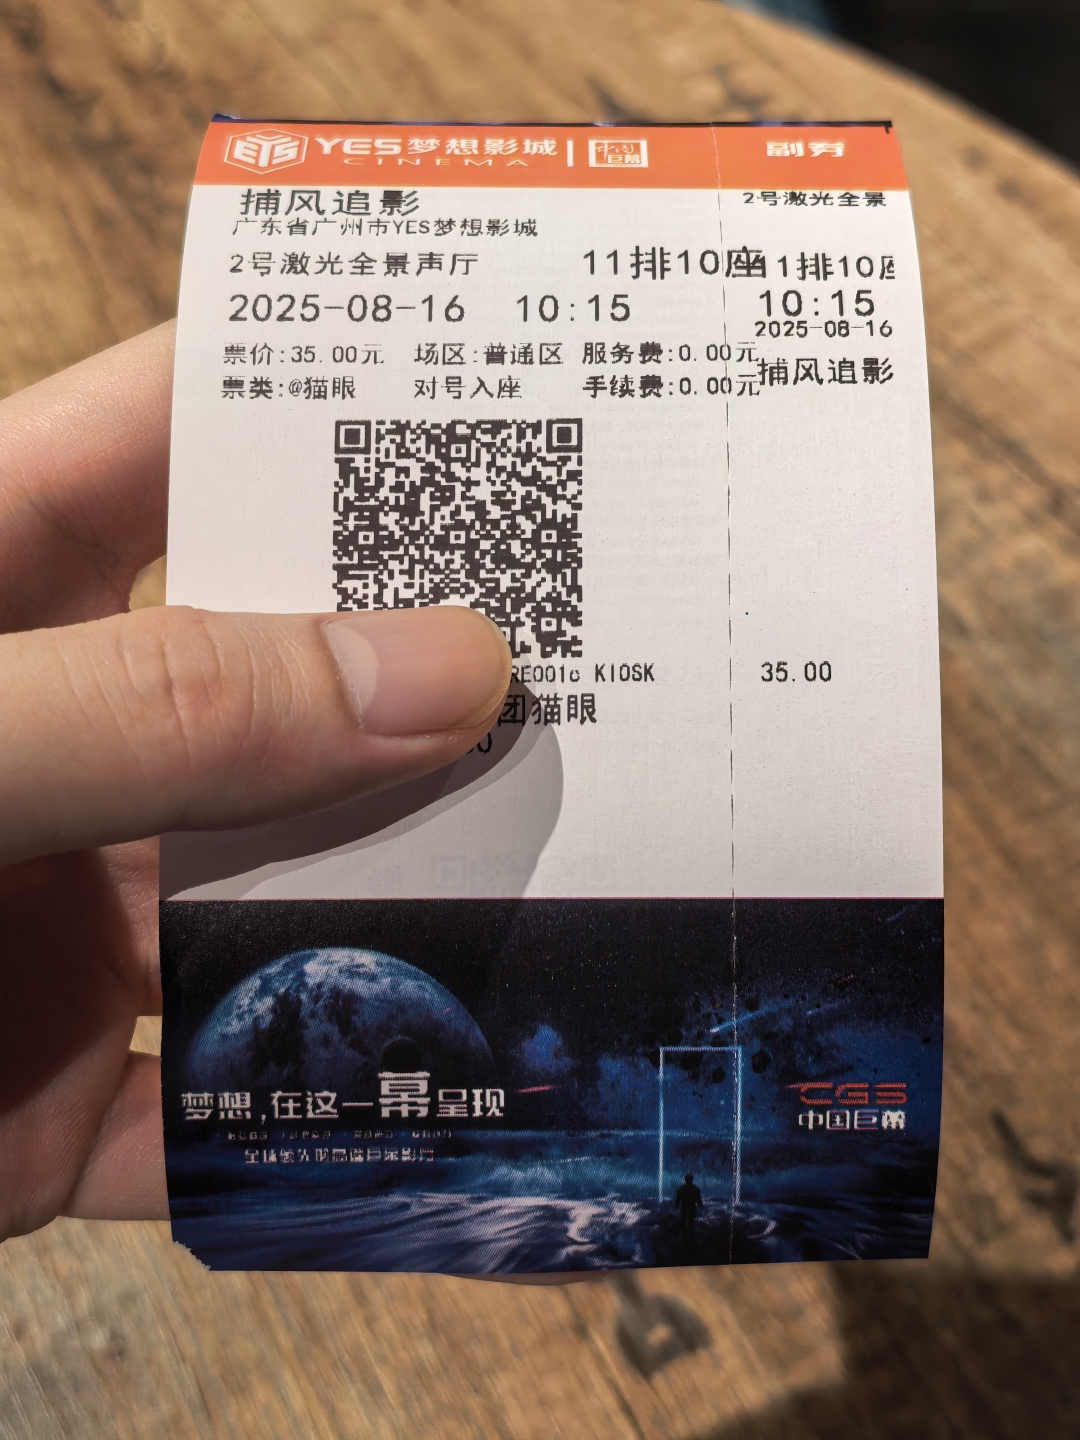 YES梦想影城
CINEMA
巨幕
副券
捕风追影
广东省广州市YES梦想影城
2号激光全景声厅 11排10座
2025-08-16 10:15
票价:35.00元 场区:普通区 服务费:0.00元
票类:@猫眼 对号入座 手续费:0.00元
2号激光全景
11排10座
10:15
2025-08-16
捕风追影
KIOSK
35.00
团猫眼
梦想,在这一幕呈现
CGS
中国巨幕